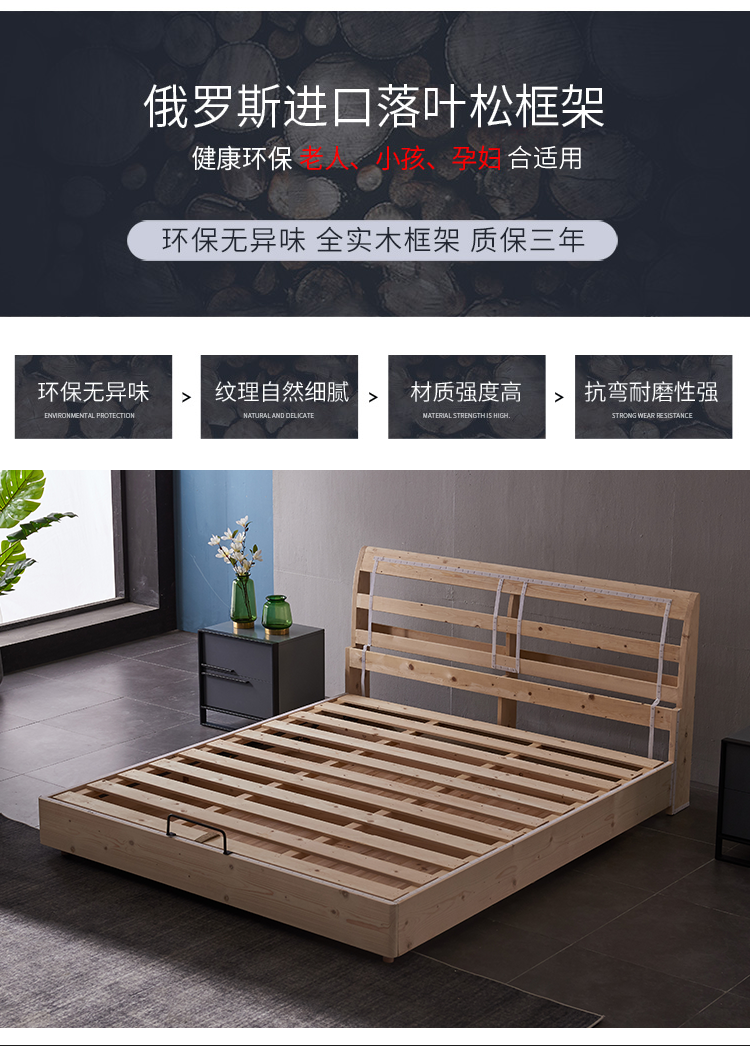 俄罗斯进口落叶松框架
健康环保 老人、小孩、孕妇 合适用
环保无异味 全实木框架 质保三年
环保无异味
ENVIRONMENTAL PROTECTION
>
纹理自然细腻
NATURAL AND DELICATE
>
材质强度高
MATERIAL STRENGTH IS HIGH.
>
抗弯耐磨性强
STRONG WEAR RESISTANCE